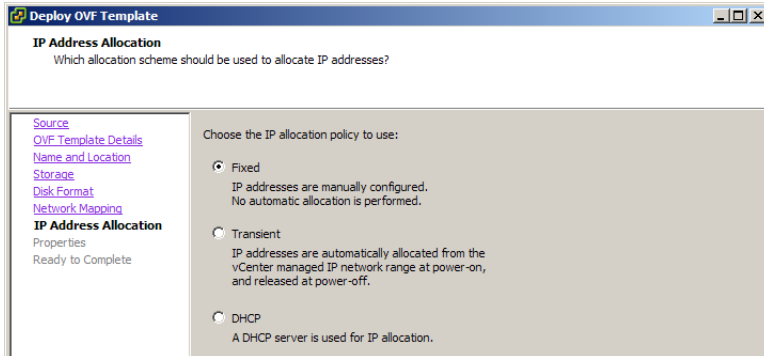 Deploy OVF Template
IP Address Allocation
Which allocation scheme should be used to allocate IP addresses?
Source
OVF Template Details
Name and Location
Storage
Disk Format
Network Mapping
IP Address Allocation
Properties
Ready to Complete
Choose the IP allocation policy to use:
Fixed
IP addresses are manually configured.
No automatic allocation is performed.
Transient
IP addresses are automatically allocated from the
vCenter managed IP network range at power-on,
and released at power-off.
DHCP
A DHCP server is used for IP allocation.